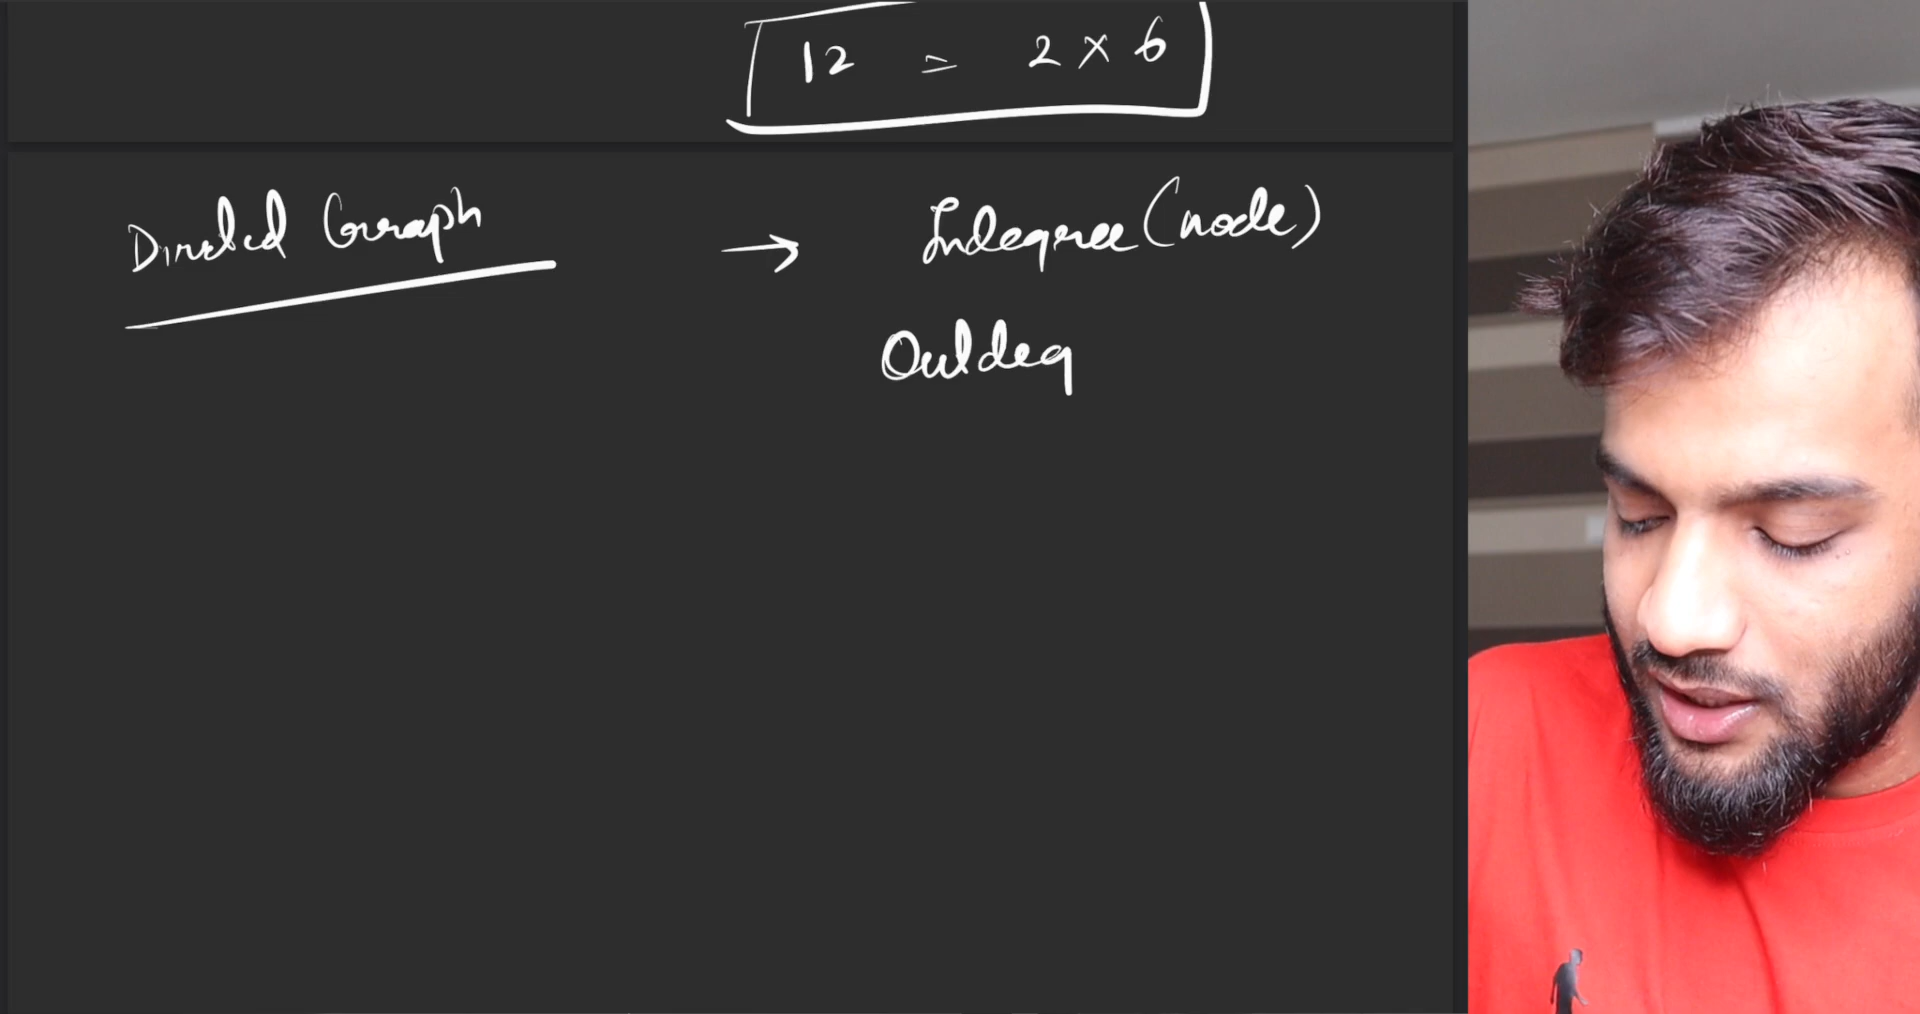 12 = 2 × 6
Directed Graph → Indegree (node)
Outdeg